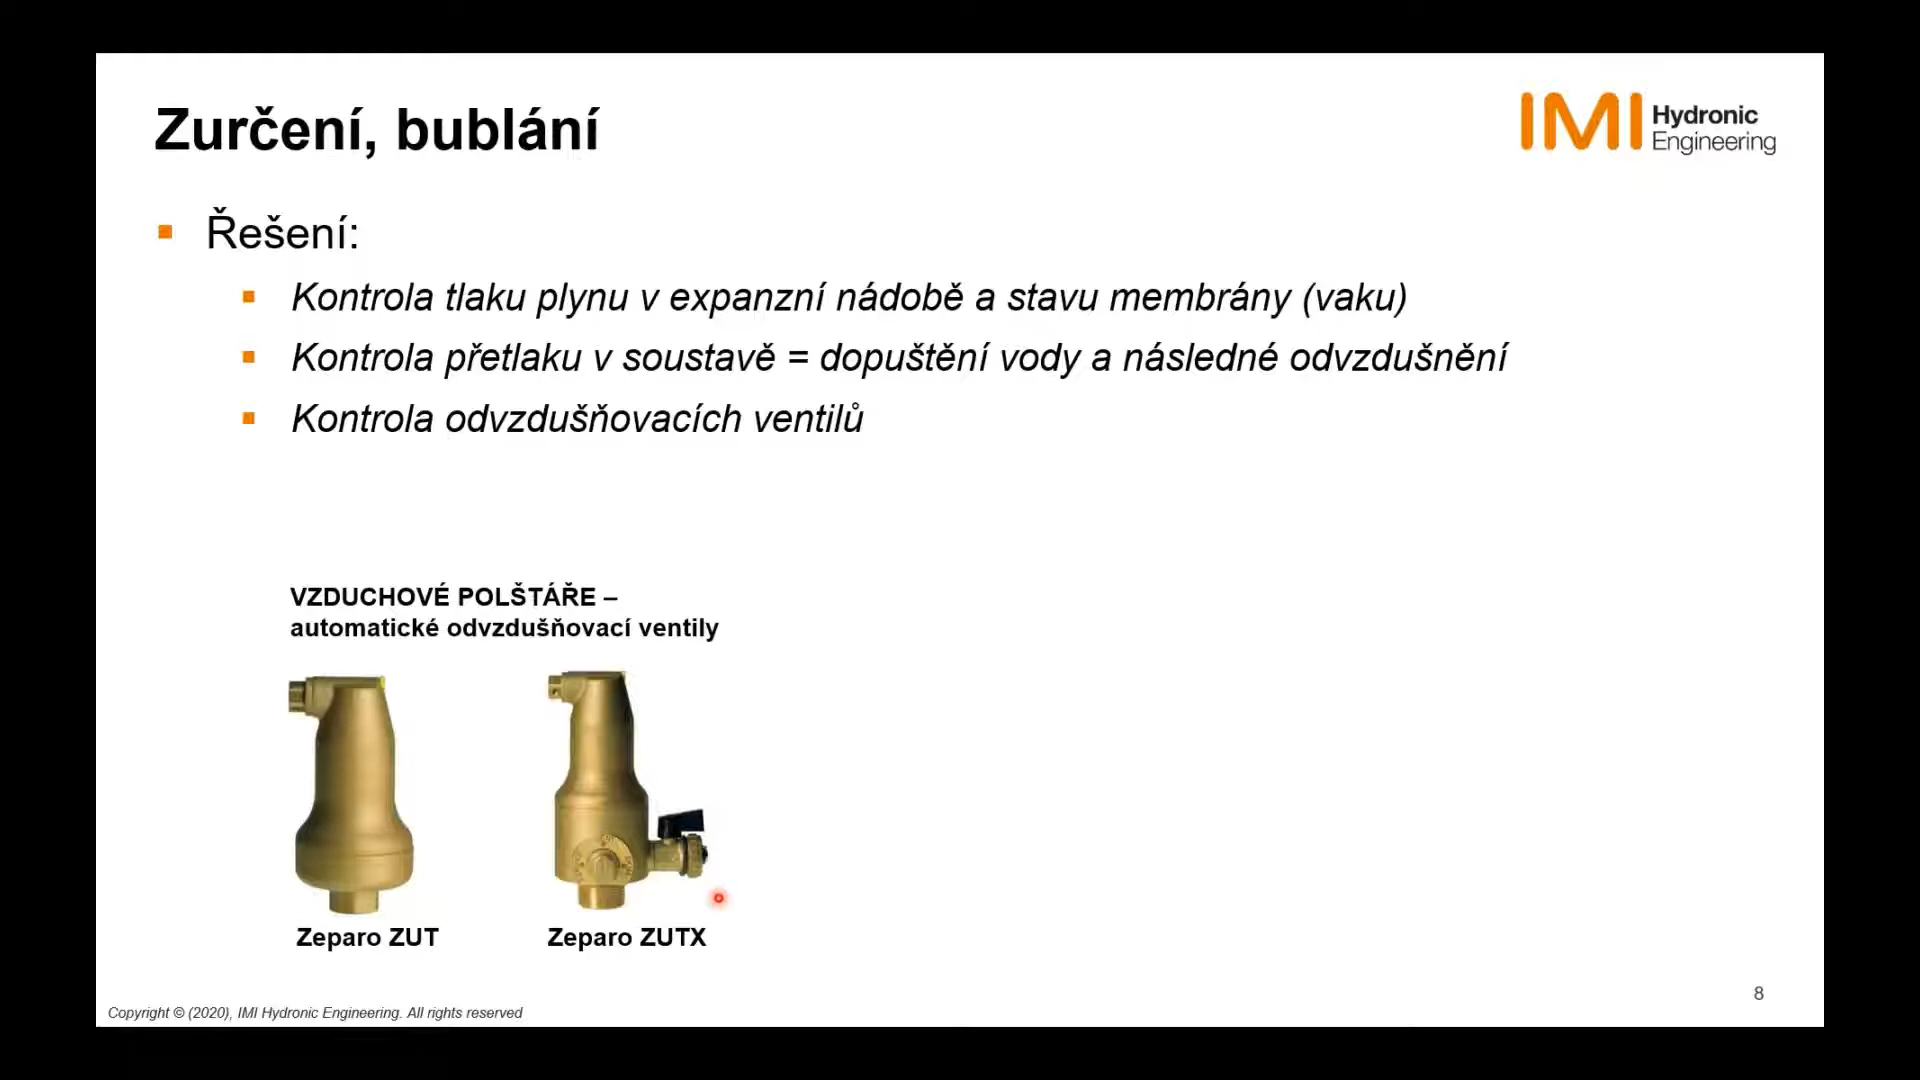 Zurčení, bublání
IMI Hydronic
Engineering
Řešení:
Kontrola tlaku plynu v expanzní nádobě a stavu membrány (vaku)
Kontrola přetlaku v soustavě = dopuštění vody a následné odvzdušnění
Kontrola odvzdušňovacích ventilů
VZDUCHOVÉ POLŠTÁŘE –
automatické odvzdušňovací ventily
Zeparo ZUT
Zeparo ZUTX
8
Copyright © (2020), IMI Hydronic Engineering. All rights reserved